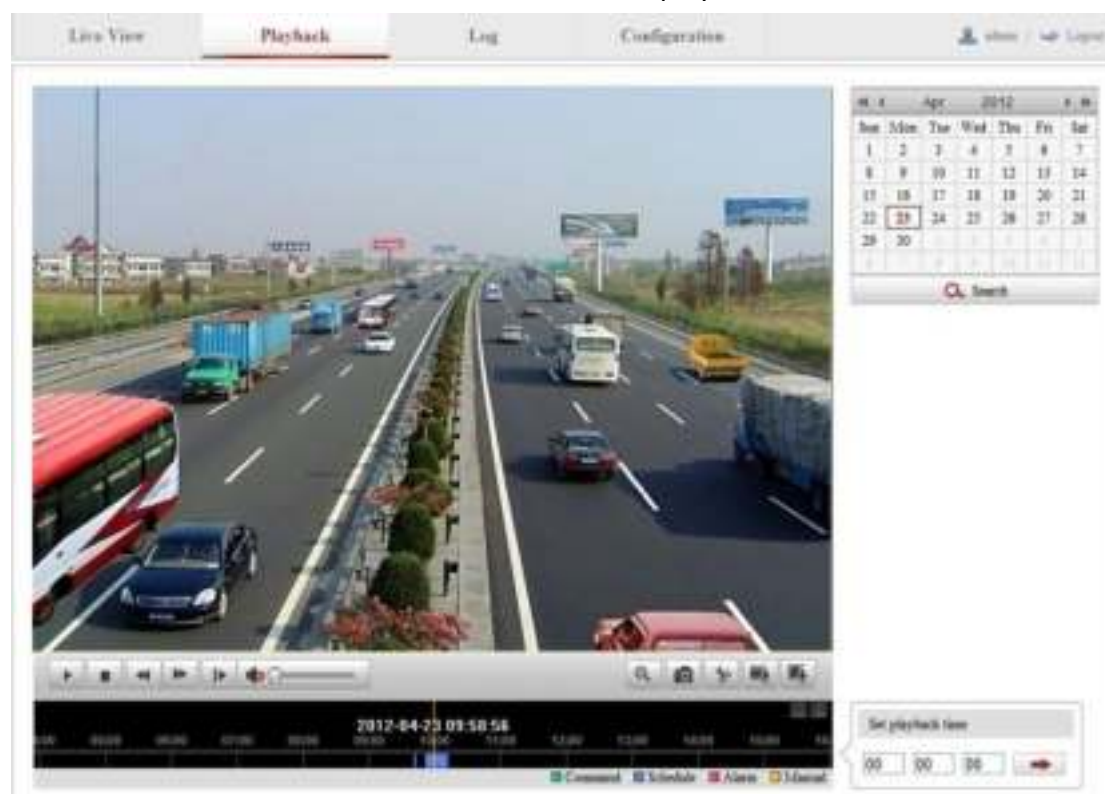 Live View Playback Log Configuration admin / Logout
Apr 2012
Sun Mon Tue Wed Thu Fri Sat
1 2 3 4 5 6 7
8 9 10 11 12 13 14
15 16 17 18 19 20 21
22 23 24 25 26 27 28
29 30
Search
2012-04-23 09:58:56
Command Schedule Alarm Manual
Set playback time
00 00 00